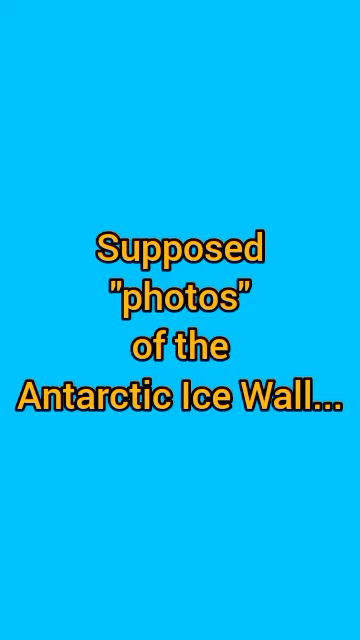 Supposed
"photos"
of the
Antarctic Ice Wall...